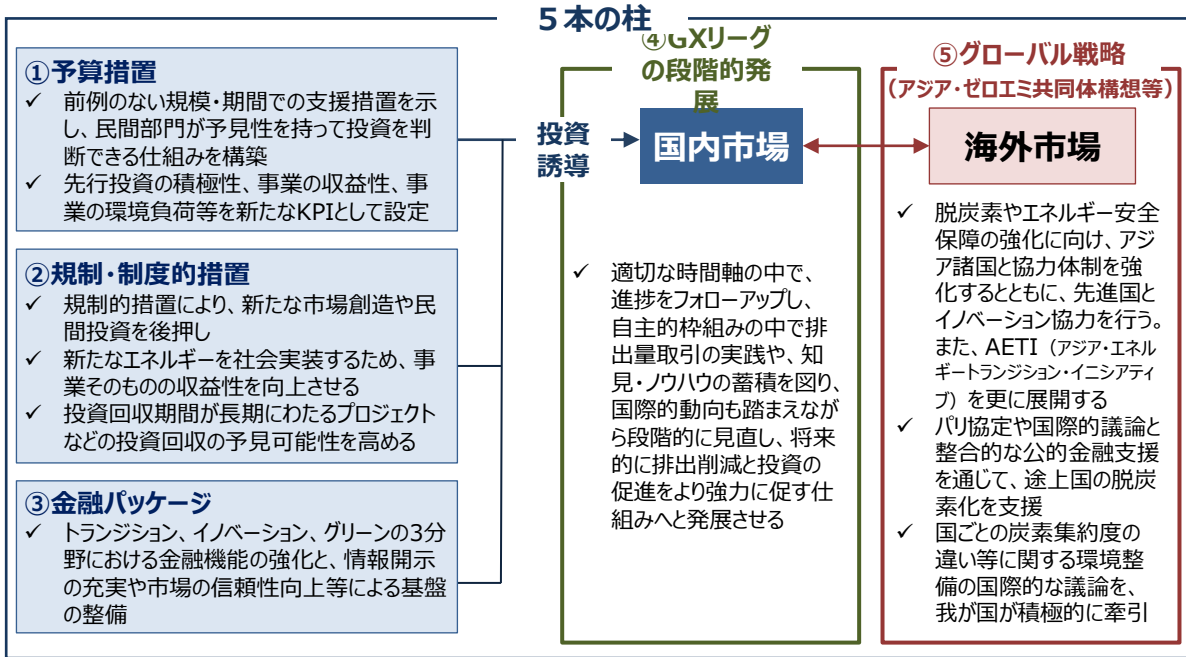 ５本の柱
①予算措置
✓ 前例のない規模・期間での支援措置を示
し、民間部門が予見性を持って投資を判
断できる仕組みを構築
✓ 先行投資の積極性、事業の収益性、事
業の環境負荷等を新たなKPIとして設定
②規制・制度的措置
✓ 規制的措置により、新たな市場創造や民
間投資を後押し
✓ 新たなエネルギーを社会実装するため、事
業そのものの収益性を向上させる
✓ 投資回収期間が長期にわたるプロジェクト
などの投資回収の予見可能性を高める
③金融パッケージ
✓ トランジション、イノベーション、グリーンの3分
野における金融機能の強化と、情報開示
の充実や市場の信頼性向上等による基盤
の整備
投資
誘導
④GXリーグ
の段階的発
展
国内市場
✓ 適切な時間軸の中で、
進捗をフォローアップし、
自主的枠組みの中で排
出量取引の実践や、知
見・ノウハウの蓄積を図り、
国際的動向も踏まえなが
ら段階的に見直し、将来
的に排出削減と投資の
促進をより強力に促す仕
組みへと発展させる
⑤グローバル戦略
（アジア・ゼロエミ共同体構想等）
海外市場
✓ 脱炭素やエネルギー安全
保障の強化に向け、アジ
ア諸国と協力体制を強
化するとともに、先進国と
イノベーション協力を行う。
また、AETI（アジア・エネル
ギートランジション・イニシアティ
ブ）を更に展開する
✓ パリ協定や国際的議論と
整合的な公的金融支援
を通じて、途上国の脱炭
素化を支援
✓ 国ごとの炭素集約度の
違い等に関する環境整
備の国際的な議論を、
我が国が積極的に牽引